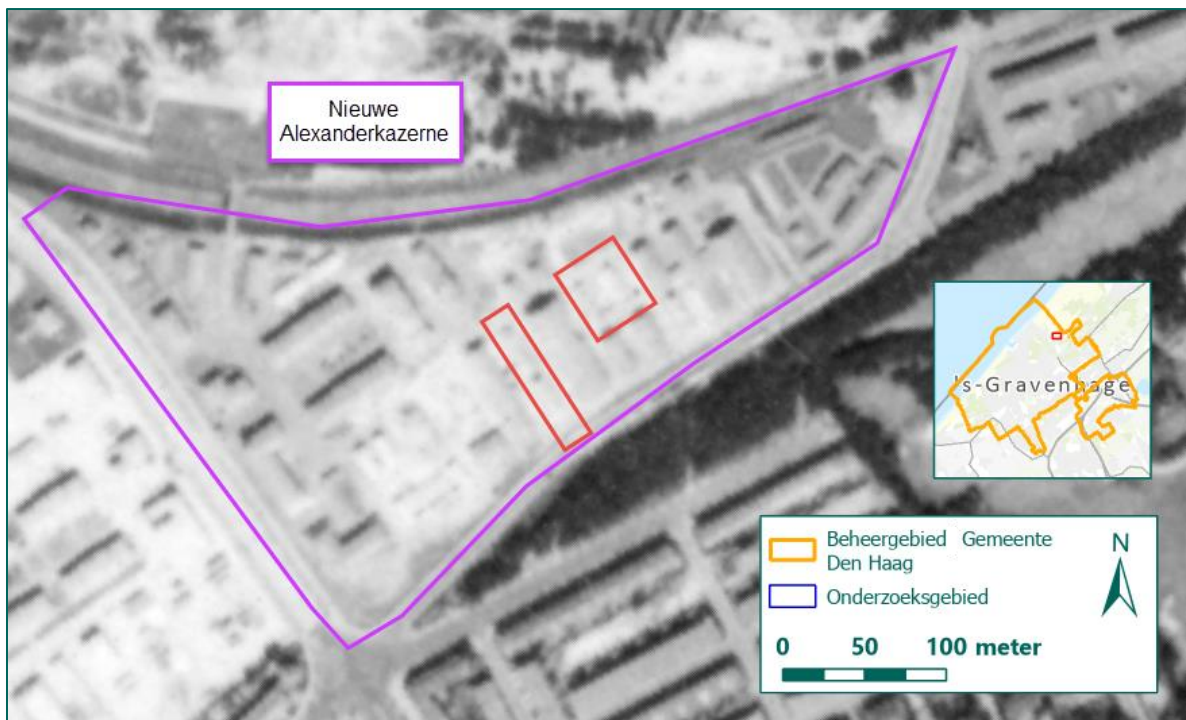 Nieuwe
Alexanderkazerne
's-Gravenhage
Beheergebied Gemeente
Den Haag
N
Onderzoeksgebied
0 50 100 meter